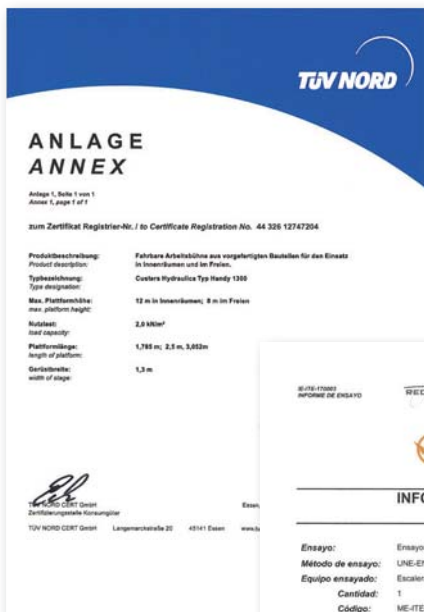 TÜV NORD
ANLAGE
ANNEX
Anlage 1, Seite 1 von 1
Annex 1, page 1 of 1
zum Zertifikat Registrier-Nr. / to Certificate Registration No. 44 326 12747204
Produktbeschreibung: Fahrbare Arbeitsbühne aus vorgefertigten Bauteilen für den Einsatz
Product description: in Innenräumen und im Freien.
Typbezeichnung: Custers Hydraulica Typ Handy 1300
Type designation:
Max. Plattformhöhe: 12 m in Innenräumen; 8 m im Freien
max. platform height:
Nutzlast: 2,0 kN/m²
load capacity:
Plattformlänge: 1,785 m; 2,5 m, 3,052m
length of platform:
Gerüstbreite: 1,3 m
width of stage:
TÜV NORD CERT GmbH
Zertifizierungsstelle Konsumgüter
Essen,
TÜV NORD CERT GmbH Langemarckstraße 20 45141 Essen
IE-ITE-170003
INFORME DE ENSAYO
RED
INFO
Ensayo: Ensayo
Método de ensayo: UNE-EN
Equipo ensayado: Escaler
Cantidad: 1
Código: ME-ITE